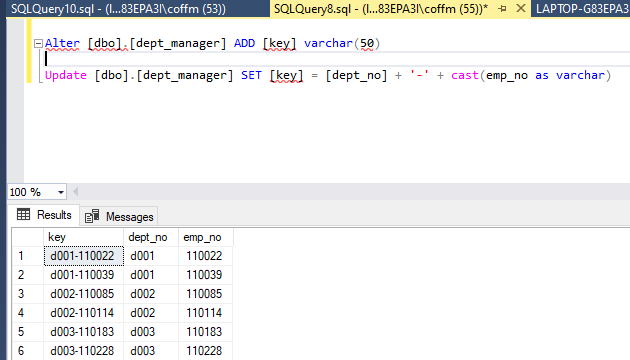 SQLQuery10.sql - (l...83EPA3I\coffm (53))
SQLQuery8.sql - (l...83EPA3I\coffm (55))*
LAPTOP-G83EPA3
Alter [dbo].[dept_manager] ADD [key] varchar(50)
Update [dbo].[dept_manager] SET [key] = [dept_no] + '-' + cast(emp_no as varchar)
100 %
Results Messages
key dept_no emp_no
1 d001-110022 d001 110022
2 d001-110039 d001 110039
3 d002-110085 d002 110085
4 d002-110114 d002 110114
5 d003-110183 d003 110183
6 d003-110228 d003 110228